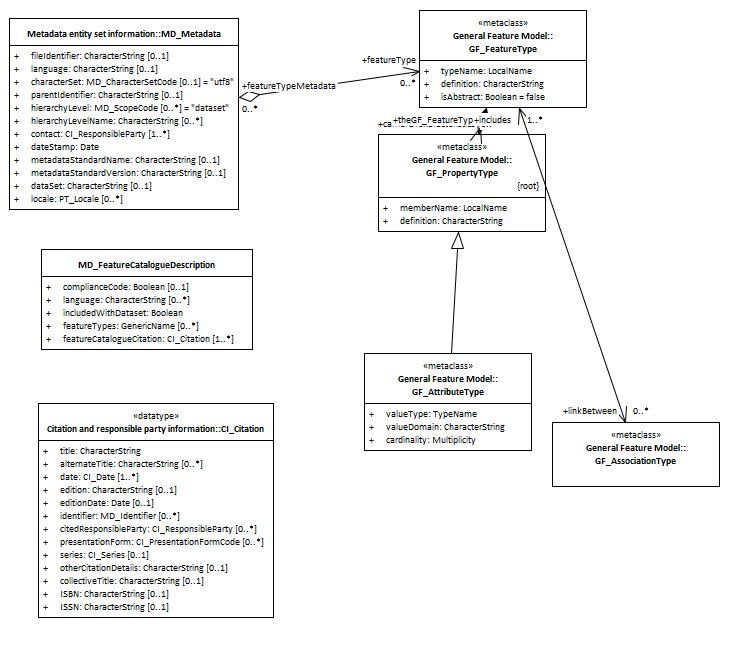 Metadata entity set information::MD_Metadata
+ fileIdentifier: CharacterString [0..1]
+ language: CharacterString [0..1]
+ characterSet: MD_CharacterSetCode [0..1] = "utf8"
+ parentIdentifier: CharacterString [0..1]
+ hierarchyLevel: MD_ScopeCode [0..*] = "dataset"
+ hierarchyLevelName: CharacterString [0..*]
+ contact: CI_ResponsibleParty [1..*]
+ dateStamp: Date
+ metadataStandardName: CharacterString [0..1]
+ metadataStandardVersion: CharacterString [0..1]
+ dataSet: CharacterString [0..1]
+ locale: PT_Locale [0..*]
+featureTypeMetadata
0..*
+featureType
0..*
«metaclass»
General Feature Model::
GF_FeatureType
+ typeName: LocalName
+ definition: CharacterString
+ isAbstract: Boolean = false
+theGF_FeatureTyp+includes
1..*
«metaclass»
General Feature Model::
GF_PropertyType
{root}
+ memberName: LocalName
+ definition: CharacterString
MD_FeatureCatalogueDescription
+ complianceCode: Boolean [0..1]
+ language: CharacterString [0..*]
+ includedWithDataset: Boolean
+ featureTypes: GenericName [0..*]
+ featureCatalogueCitation: CI_Citation [1..*]
«metaclass»
General Feature Model::
GF_AttributeType
+ valueType: TypeName
+ valueDomain: CharacterString
+ cardinality: Multiplicity
+linkBetween
0..*
«metaclass»
General Feature Model::
GF_AssociationType
«datatype»
Citation and responsible party information::CI_Citation
+ title: CharacterString
+ alternateTitle: CharacterString [0..*]
+ date: CI_Date [1..*]
+ edition: CharacterString [0..1]
+ editionDate: Date [0..1]
+ identifier: MD_Identifier [0..*]
+ citedResponsibleParty: CI_ResponsibleParty [0..*]
+ presentationForm: CI_PresentationFormCode [0..*]
+ series: CI_Series [0..1]
+ otherCitationDetails: CharacterString [0..1]
+ collectiveTitle: CharacterString [0..1]
+ ISBN: CharacterString [0..1]
+ ISSN: CharacterString [0..1]